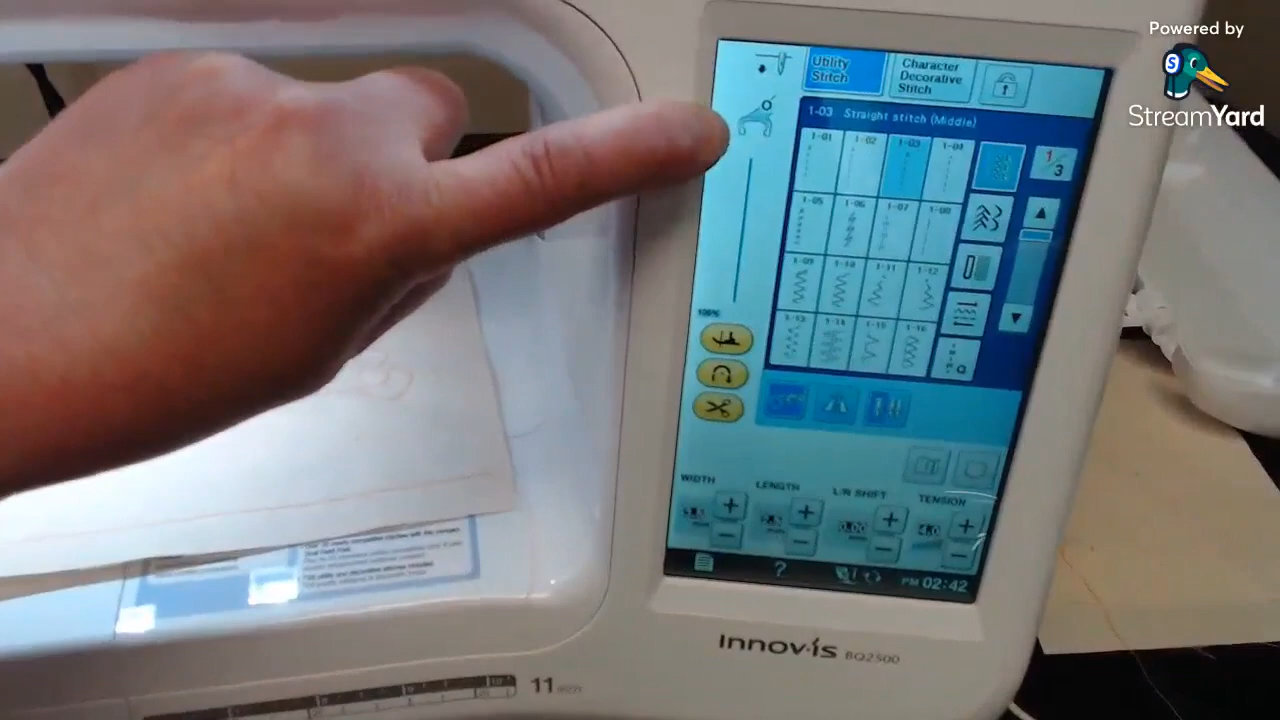 Powered by
StreamYard
Utility
Stitch
Character
Decorative
Stitch
1-03 Straight stitch (Middle)
1-01 1-02 1-03 1-04
1/3
1-05 1-06 1-07 1-08
1-09 1-10 1-11 1-12
1-13 1-14 1-15 1-16
100%
WIDTH LENGTH L/R SHIFT TENSION
0.00 4.0
? PM 02:42
Innov-ís BQ2500
11